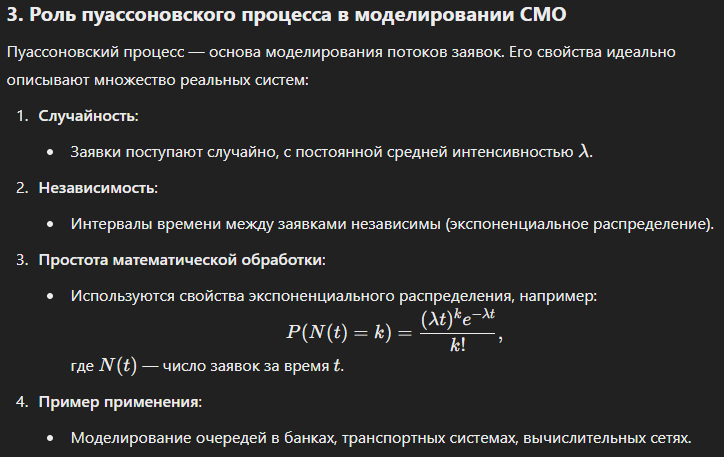 3. Роль пуассоновского процесса в моделировании СМО
Пуассоновский процесс — основа моделирования потоков заявок. Его свойства идеально
описывают множество реальных систем:
1. Случайность:
• Заявки поступают случайно, с постоянной средней интенсивностью λ.
2. Независимость:
• Интервалы времени между заявками независимы (экспоненциальное распределение).
3. Простота математической обработки:
• Используются свойства экспоненциального распределения, например:
P(N(t) = k) = \frac{(λt)^k e^{-λt}}{k!},
где N(t) — число заявок за время t.
4. Пример применения:
• Моделирование очередей в банках, транспортных системах, вычислительных сетях.